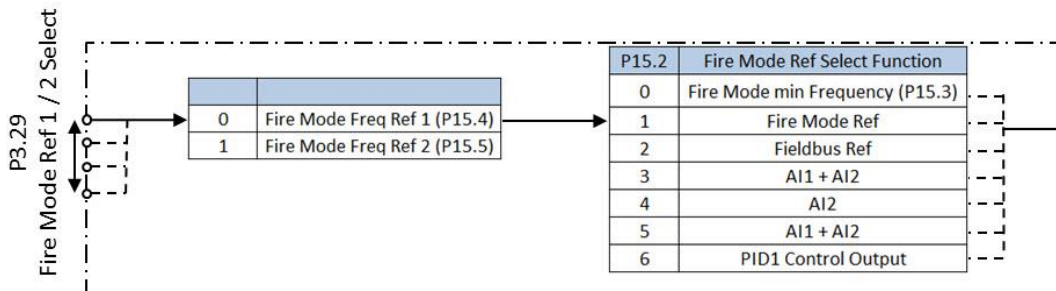 P3.29
Fire Mode Ref 1 / 2 Select
0 Fire Mode Freq Ref 1 (P15.4)
1 Fire Mode Freq Ref 2 (P15.5)
P15.2 Fire Mode Ref Select Function
0 Fire Mode min Frequency (P15.3)
1 Fire Mode Ref
2 Fieldbus Ref
3 AI1 + AI2
4 AI2
5 AI1 + AI2
6 PID1 Control Output